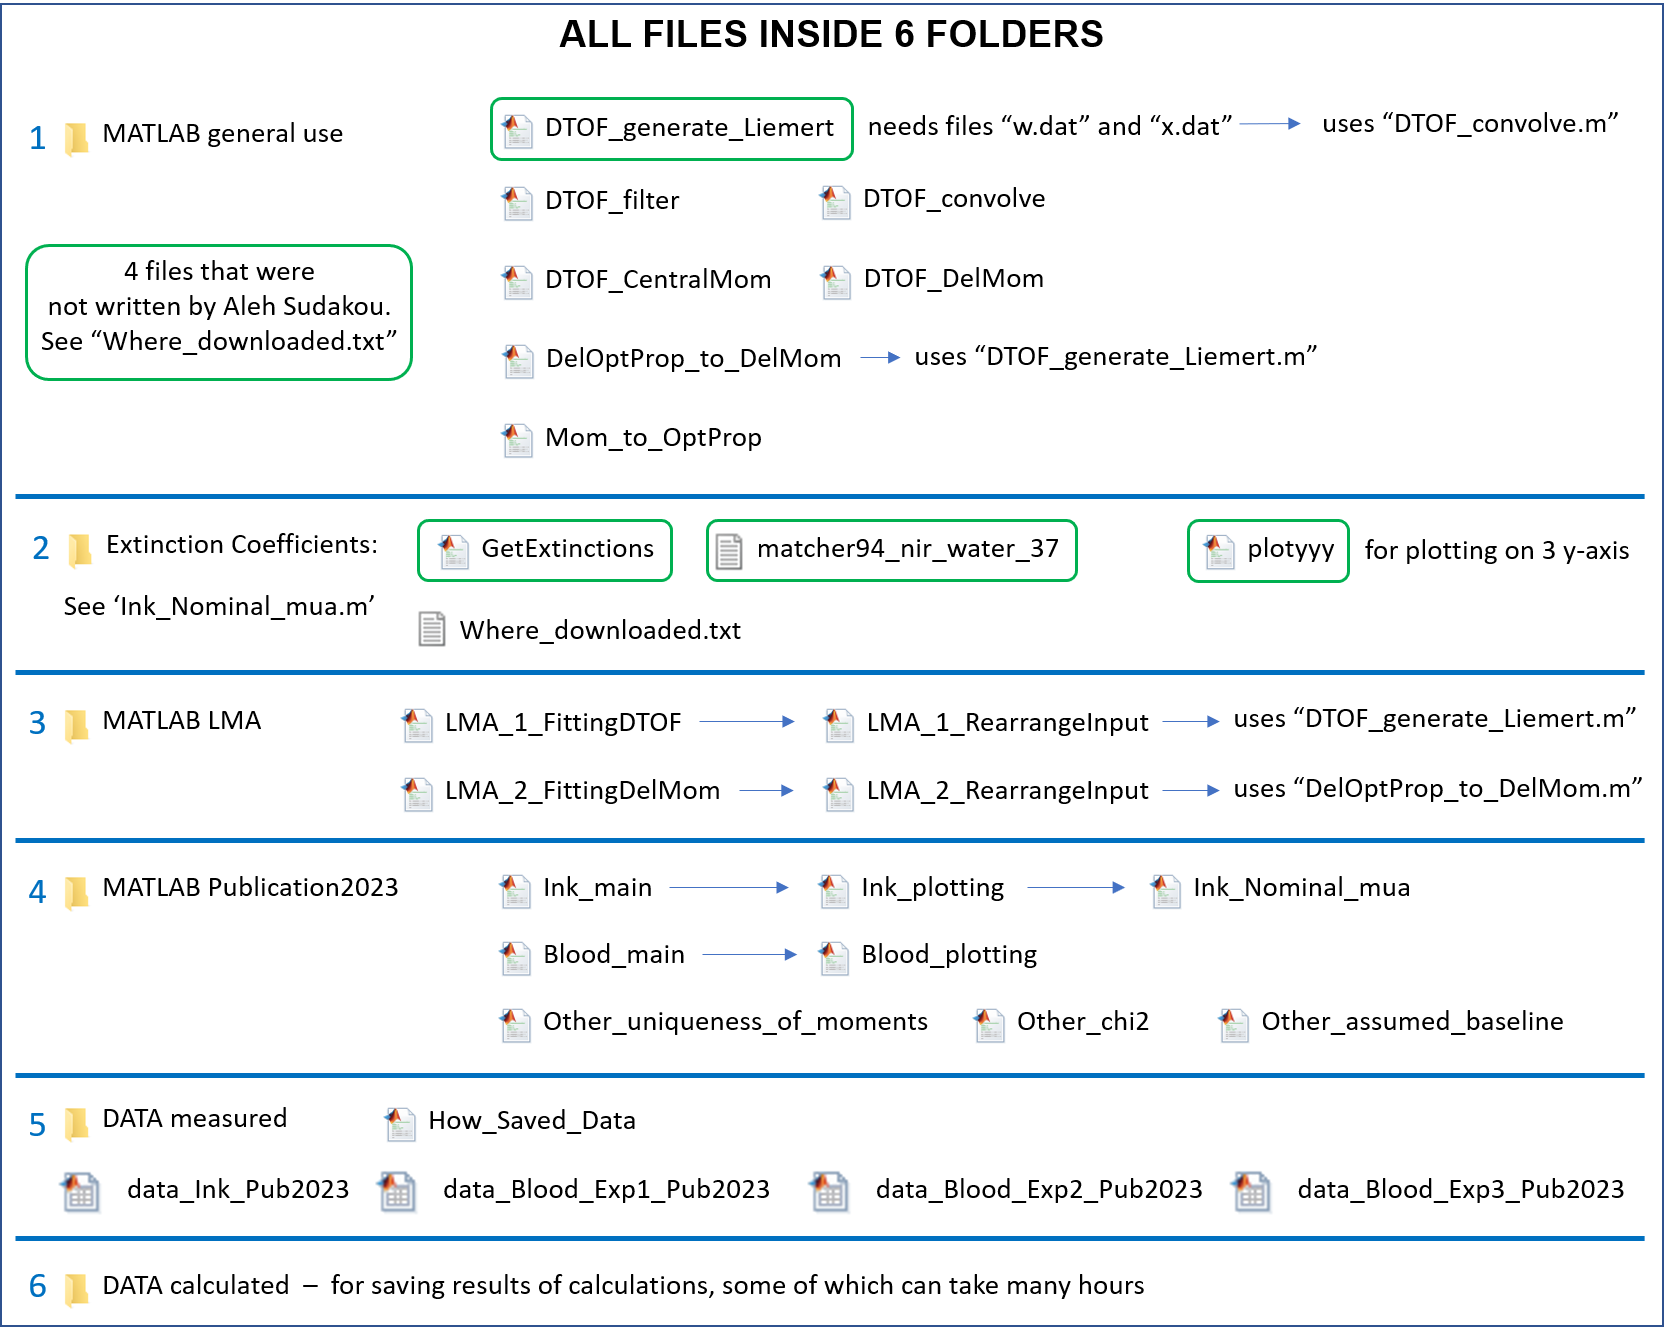 ALL FILES INSIDE 6 FOLDERS
1 MATLAB general use
DTOF_generate_Liemert needs files “w.dat” and “x.dat” uses “DTOF_convolve.m”
DTOF_filter DTOF_convolve
4 files that were
not written by Aleh Sudakou.
See “Where_downloaded.txt”
DTOF_CentralMom DTOF_DelMom
DelOptProp_to_DelMom uses “DTOF_generate_Liemert.m”
Mom_to_OptProp
2 Extinction Coefficients: GetExtinctions matcher94_nir_water_37 plotyyy for plotting on 3 y-axis
See ‘Ink_Nominal_mua.m’
Where_downloaded.txt
3 MATLAB LMA LMA_1_FittingDTOF LMA_1_RearrangeInput uses “DTOF_generate_Liemert.m”
LMA_2_FittingDelMom LMA_2_RearrangeInput uses “DelOptProp_to_DelMom.m”
4 MATLAB Publication2023 Ink_main Ink_plotting Ink_Nominal_mua
Blood_main Blood_plotting
Other_uniqueness_of_moments Other_chi2 Other_assumed_baseline
5 DATA measured How_Saved_Data
data_Ink_Pub2023 data_Blood_Exp1_Pub2023 data_Blood_Exp2_Pub2023 data_Blood_Exp3_Pub2023
6 DATA calculated – for saving results of calculations, some of which can take many hours